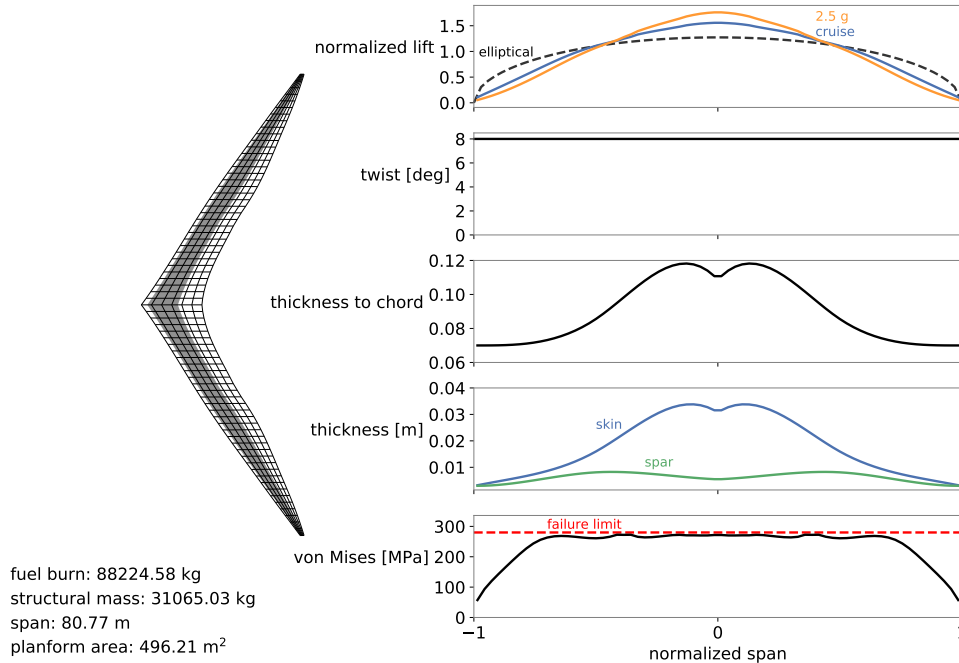 normalized lift
1.5
1.0
0.5
0.0
elliptical
2.5 g
cruise
twist [deg]
8
6
4
2
0
thickness to chord
0.12
0.10
0.08
0.06
thickness [m]
0.04
0.03
0.02
0.01
skin
spar
von Mises [MPa]
300
200
100
0
failure limit
−1
0
1
normalized span
fuel burn: 88224.58 kg
structural mass: 31065.03 kg
span: 80.77 m
planform area: 496.21 m²